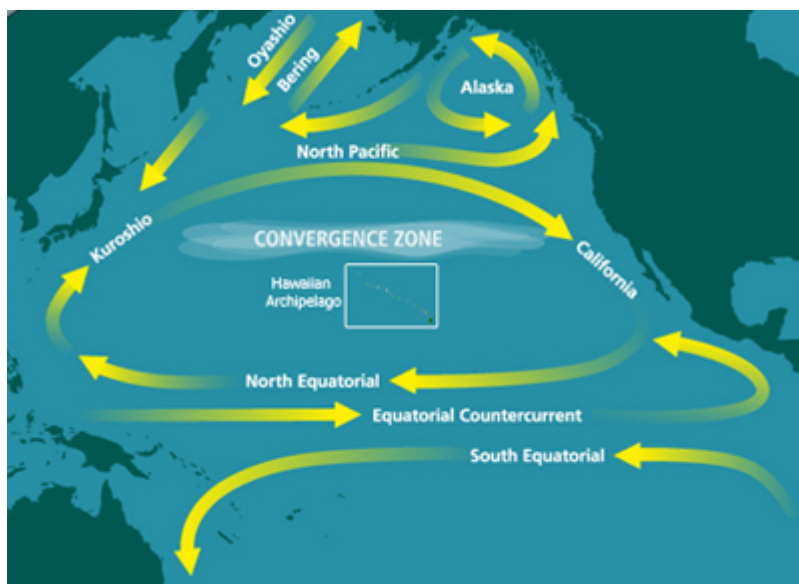 Oyashio
Bering
Alaska
North Pacific
Kuroshio
CONVERGENCE ZONE
California
Hawaiian
Archipelago
North Equatorial
Equatorial Countercurrent
South Equatorial